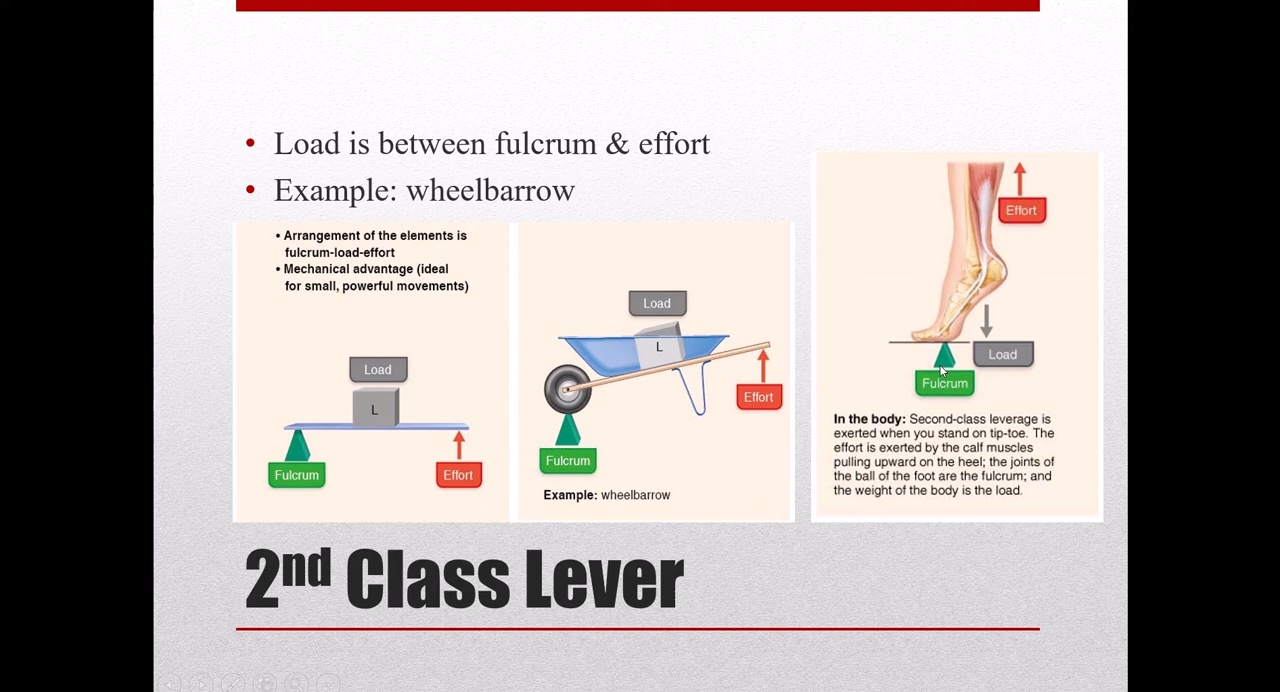 • Load is between fulcrum & effort
• Example: wheelbarrow
• Arrangement of the elements is
fulcrum-load-effort
• Mechanical advantage (ideal
for small, powerful movements)
Load
L
Fulcrum
Effort
Load
L
Effort
Fulcrum
Example: wheelbarrow
Effort
Load
Fulcrum
In the body: Second-class leverage is
exerted when you stand on tip-toe. The
effort is exerted by the calf muscles
pulling upward on the heel; the joints of
the ball of the foot are the fulcrum; and
the weight of the body is the load.
2nd Class Lever